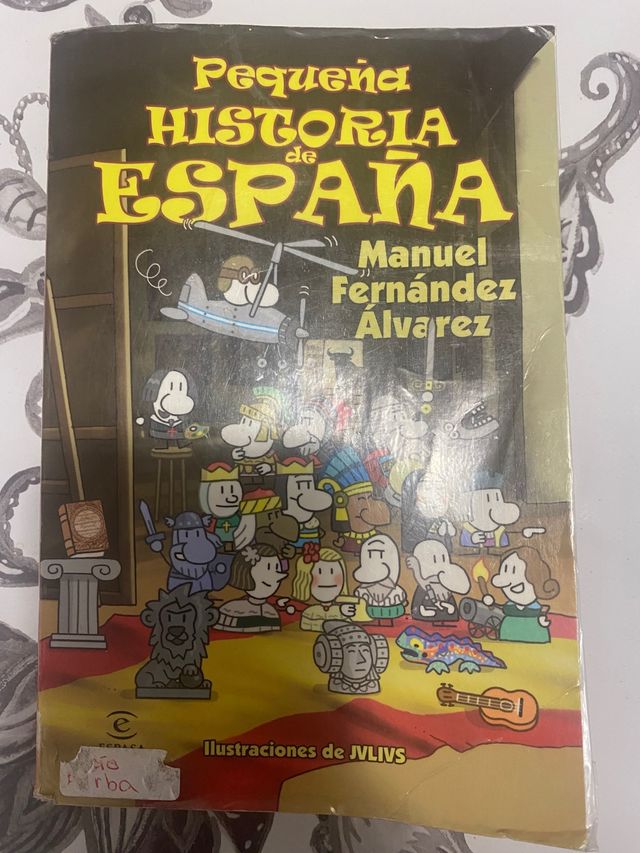 Pequeña
HISTORIA
de
ESPAÑA
Manuel
Fernández
Álvarez
Ilustraciones de JVLIVS
ESPASA